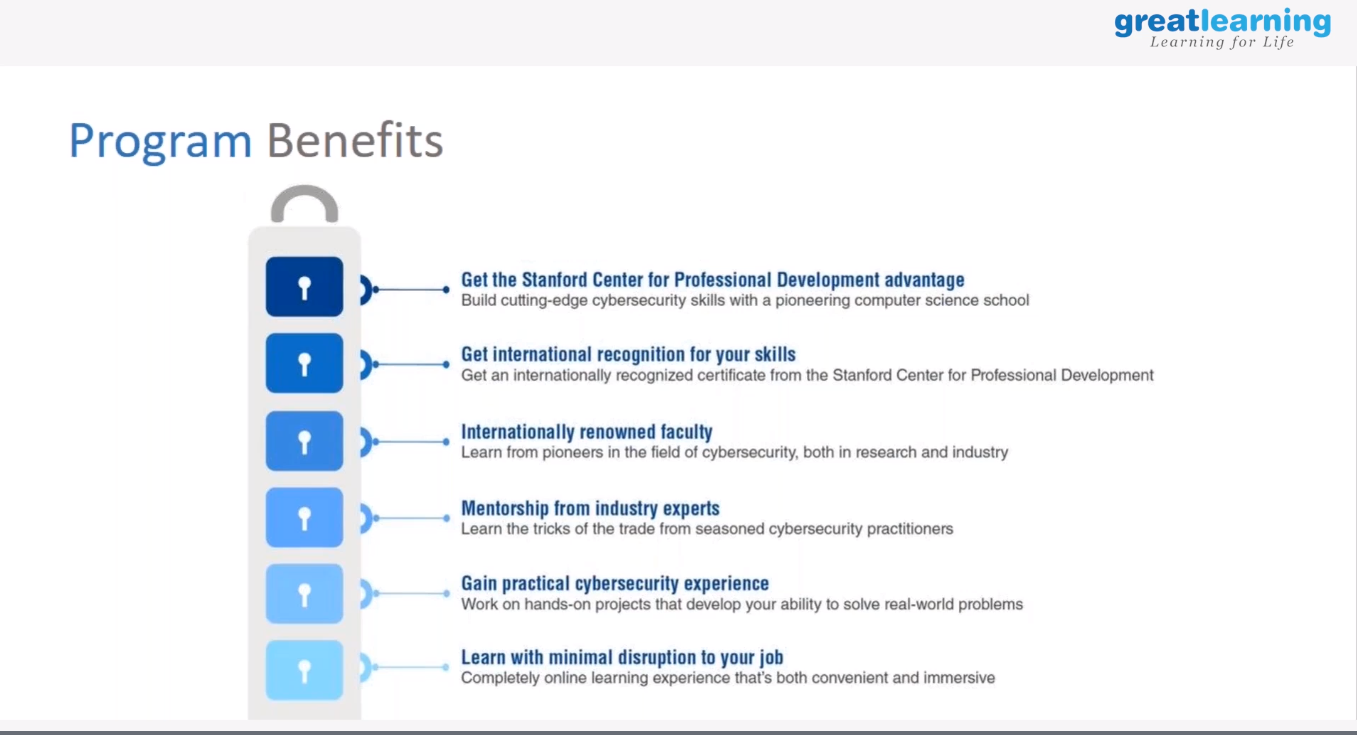 greatlearning
Learning for Life
Program Benefits
Get the Stanford Center for Professional Development advantage
Build cutting-edge cybersecurity skills with a pioneering computer science school
Get international recognition for your skills
Get an internationally recognized certificate from the Stanford Center for Professional Development
Internationally renowned faculty
Learn from pioneers in the field of cybersecurity, both in research and industry
Mentorship from industry experts
Learn the tricks of the trade from seasoned cybersecurity practitioners
Gain practical cybersecurity experience
Work on hands-on projects that develop your ability to solve real-world problems
Learn with minimal disruption to your job
Completely online learning experience that's both convenient and immersive